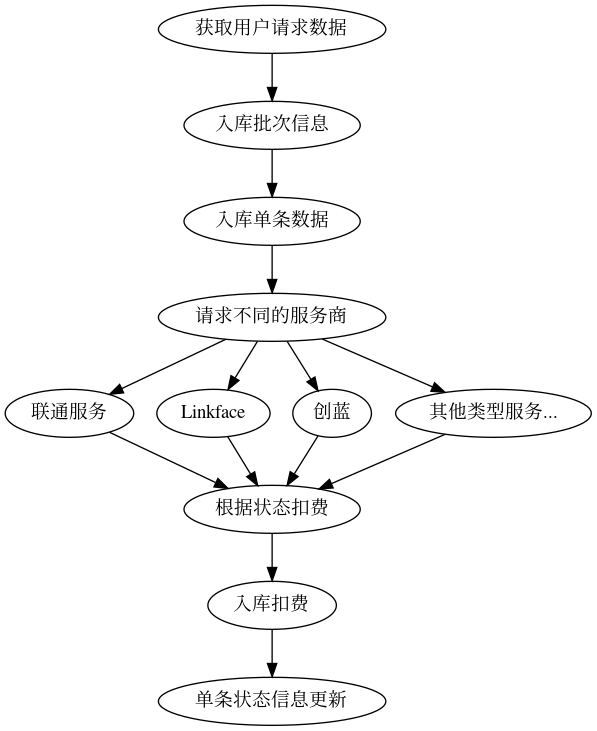 获取用户请求数据
入库批次信息
入库单条数据
请求不同的服务商
联通服务
Linkface
创蓝
其他类型服务...
根据状态扣费
入库扣费
单条状态信息更新